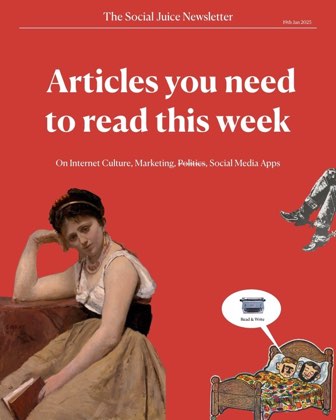 The Social Juice Newsletter
19th Jan 2025
Articles you need
to read this week
On Internet Culture, Marketing, Politics, Social Media Apps
Read & Write